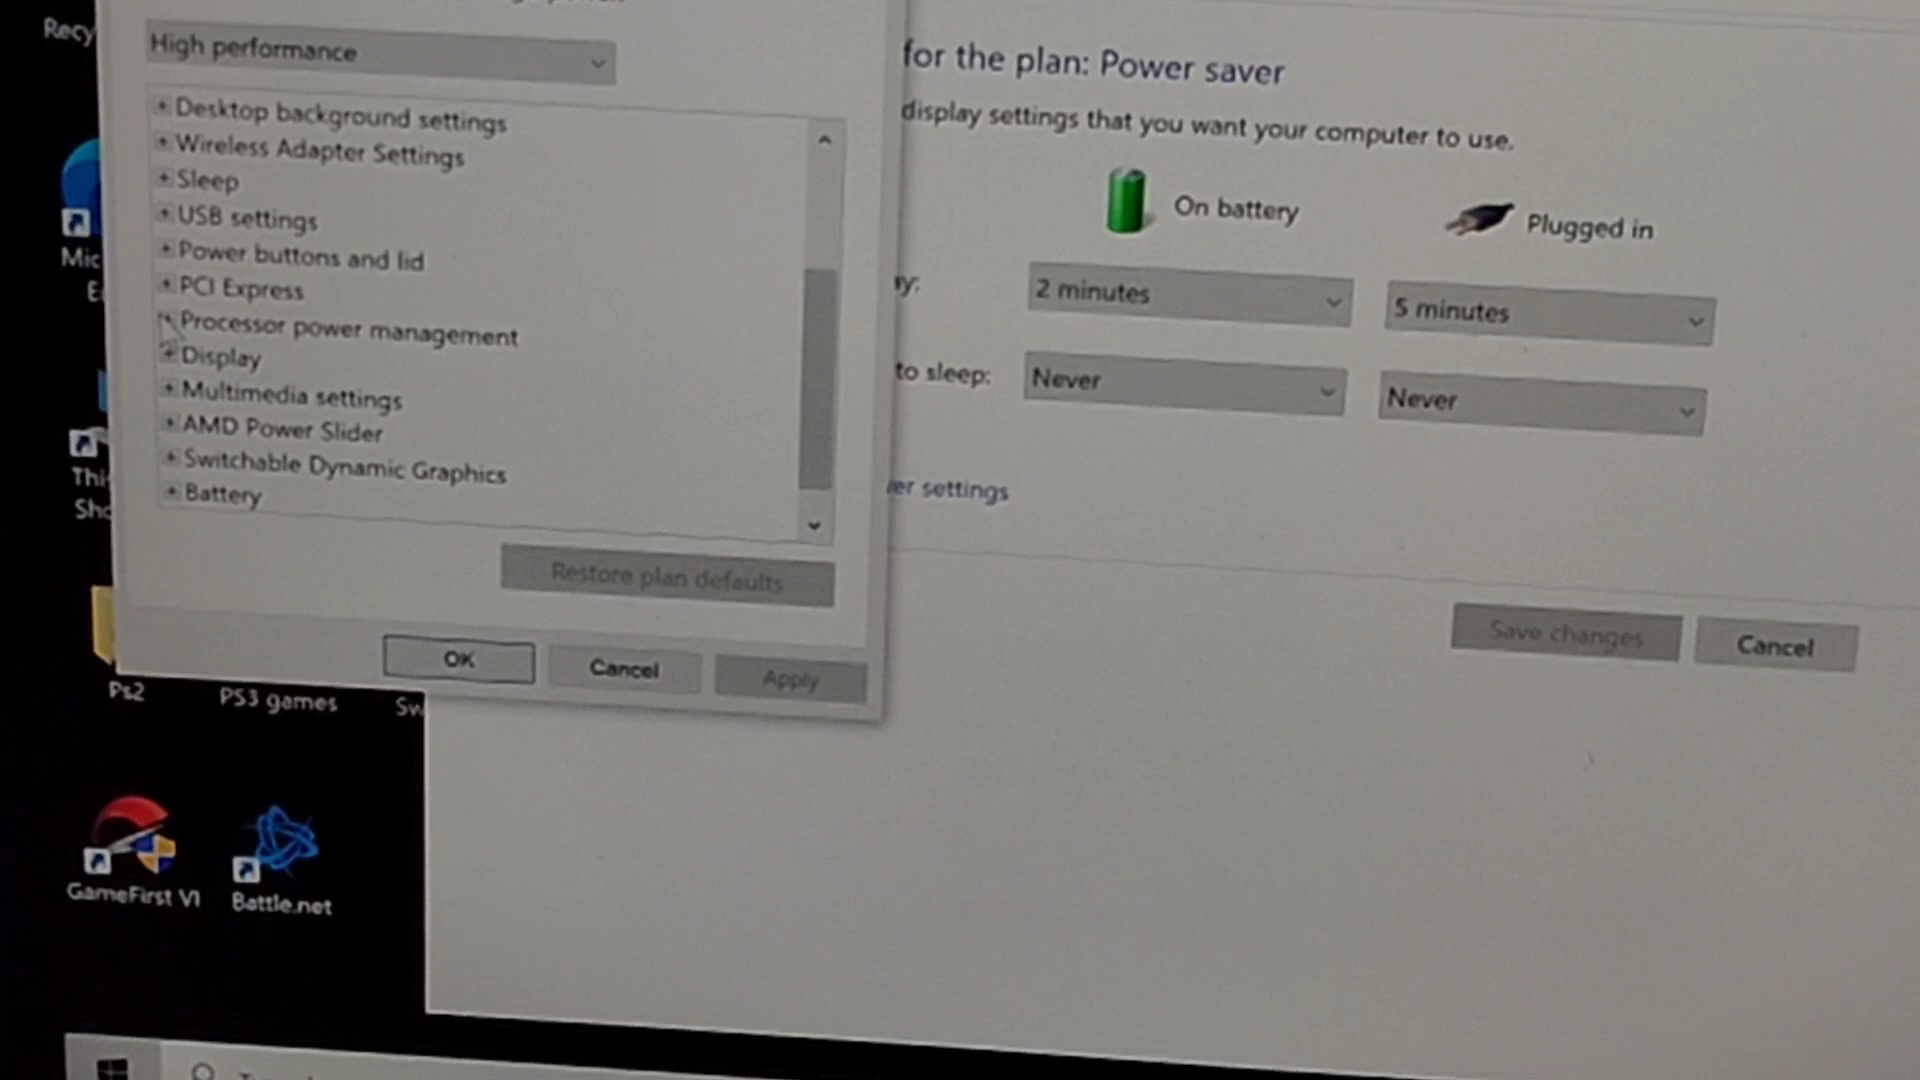 Recy
High performance
Desktop background settings
Wireless Adapter Settings
Sleep
USB settings
Power buttons and lid
PCI Express
Processor power management
Display
Multimedia settings
AMD Power Slider
Switchable Dynamic Graphics
Battery
Restore plan defaults
OK
Cancel
Apply
for the plan: Power saver
display settings that you want your computer to use.
On battery
Plugged in
ay:
2 minutes
5 minutes
to sleep:
Never
Never
er settings
Save changes
Cancel
Mic
E
Thi
Sho
Ps2
PS3 games
Sw
GameFirst VI
Battle.net